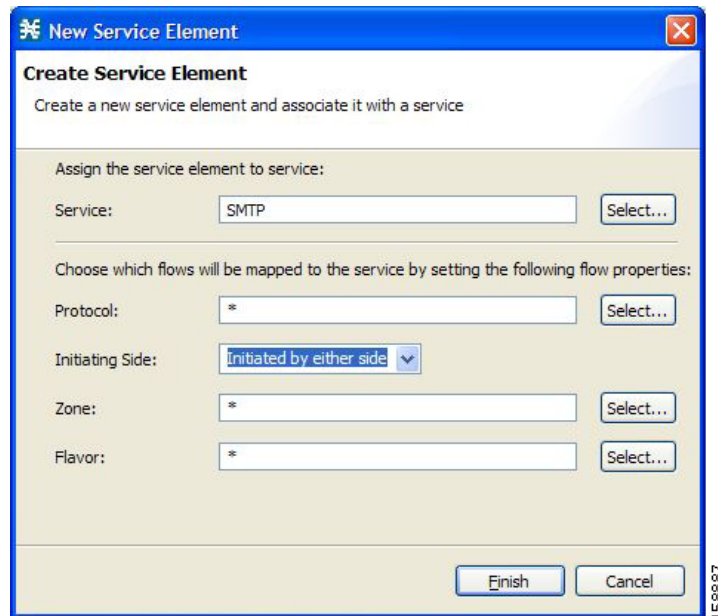 New Service Element
Create Service Element
Create a new service element and associate it with a service
Assign the service element to service:
Service: SMTP Select...
Choose which flows will be mapped to the service by setting the following flow properties:
Protocol: * Select...
Initiating Side: Initiated by either side
Zone: * Select...
Flavor: * Select...
Finish Cancel